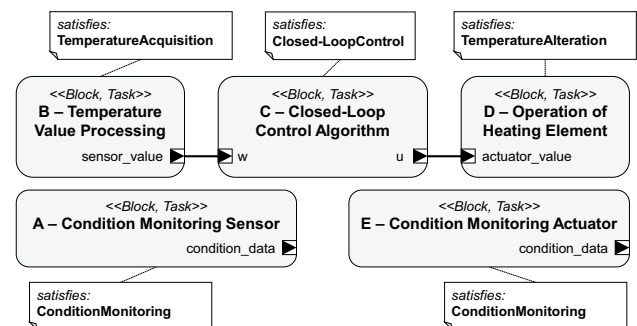 satisfies:
TemperatureAcquisition
satisfies:
Closed-LoopControl
satisfies:
TemperatureAlteration
<<Block, Task>>
B – Temperature
Value Processing
sensor_value
<<Block, Task>>
C – Closed-Loop
Control Algorithm
w
u
<<Block, Task>>
D – Operation of
Heating Element
actuator_value
<<Block, Task>>
A – Condition Monitoring Sensor
condition_data
<<Block, Task>>
E – Condition Monitoring Actuator
condition_data
satisfies:
ConditionMonitoring
satisfies:
ConditionMonitoring